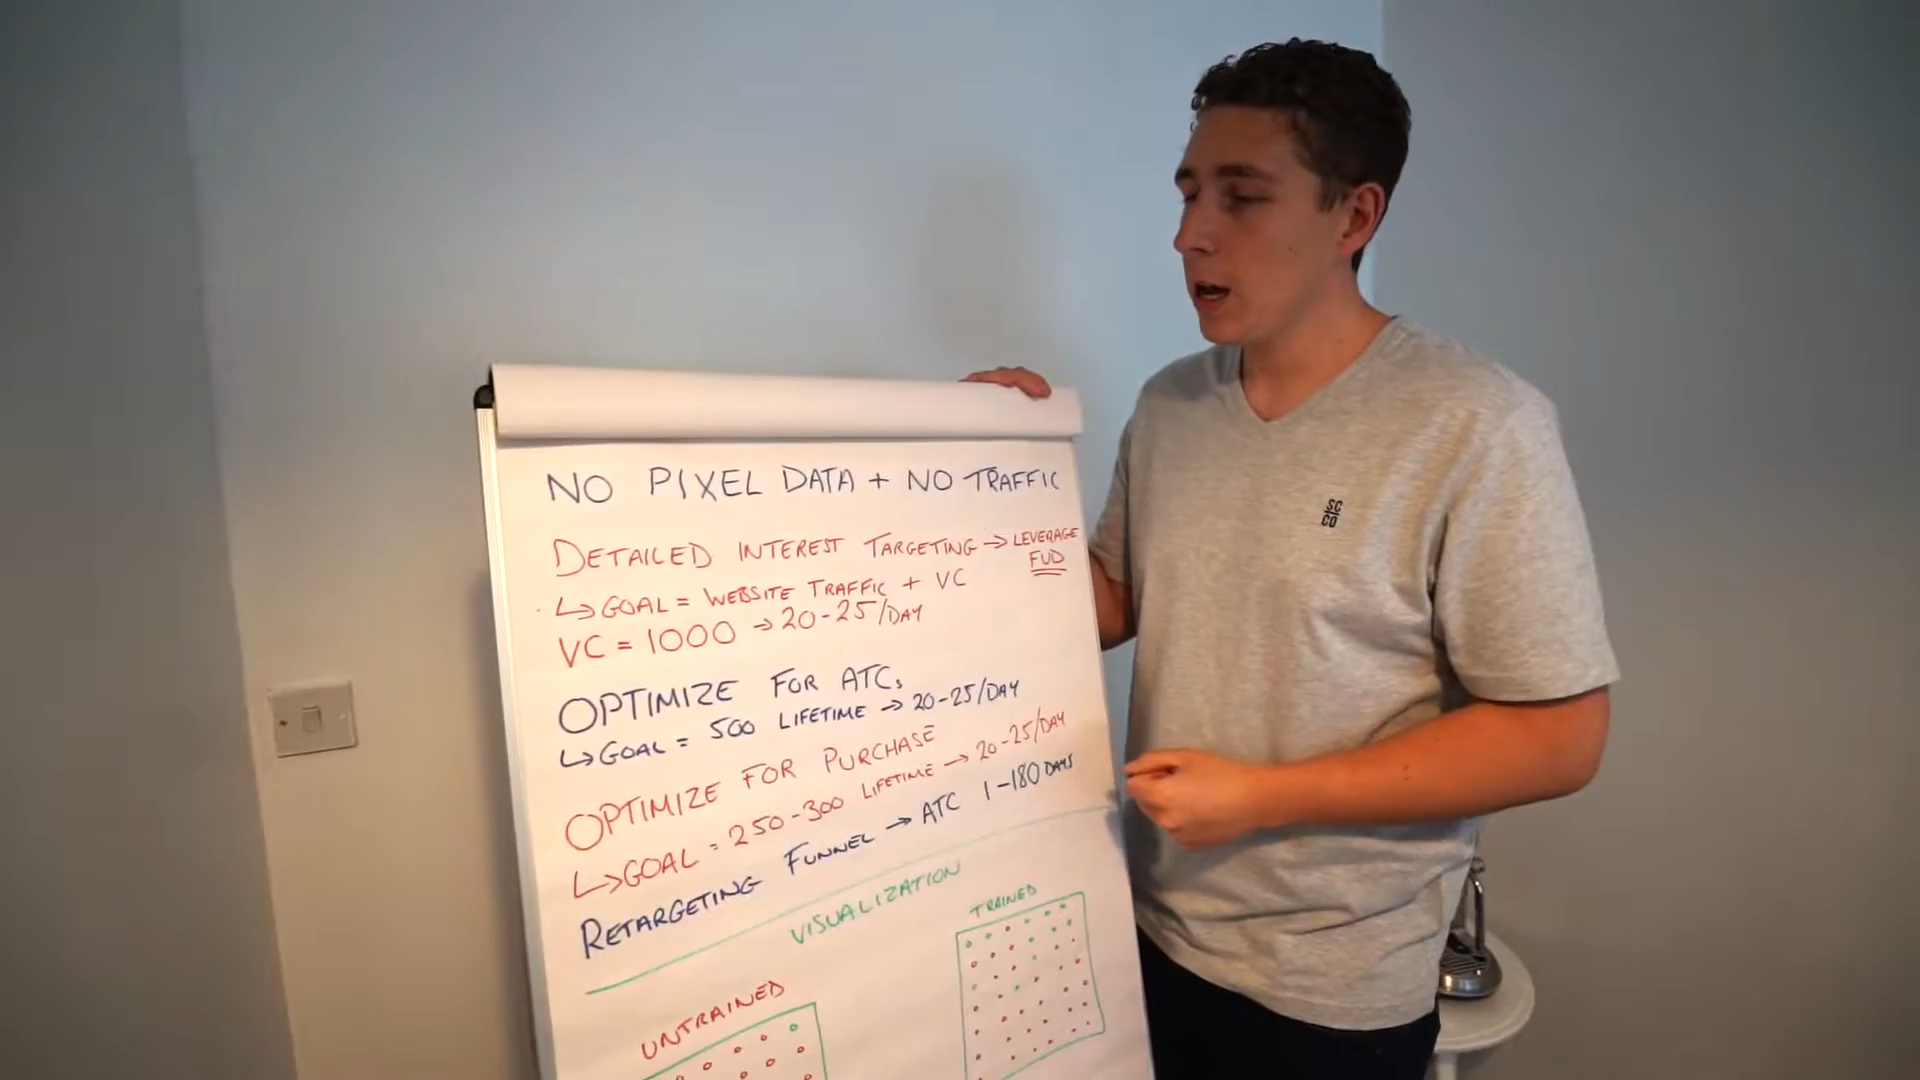 NO PIXEL DATA + NO TRAFFIC
DETAILED INTEREST TARGETING → LEVERAGE
FUD
↳ GOAL = WEBSITE TRAFFIC + VC
VC = 1000 → 20-25/DAY
OPTIMIZE FOR ATCs
↳ GOAL = 500 LIFETIME → 20-25/DAY
OPTIMIZE FOR PURCHASE
↳ GOAL = 250-300 LIFETIME → 20-25/DAY
RETARGETING FUNNEL → ATC 1-180 DAYS
VISUALIZATION
UNTRAINED
TRAINED
SC
CO